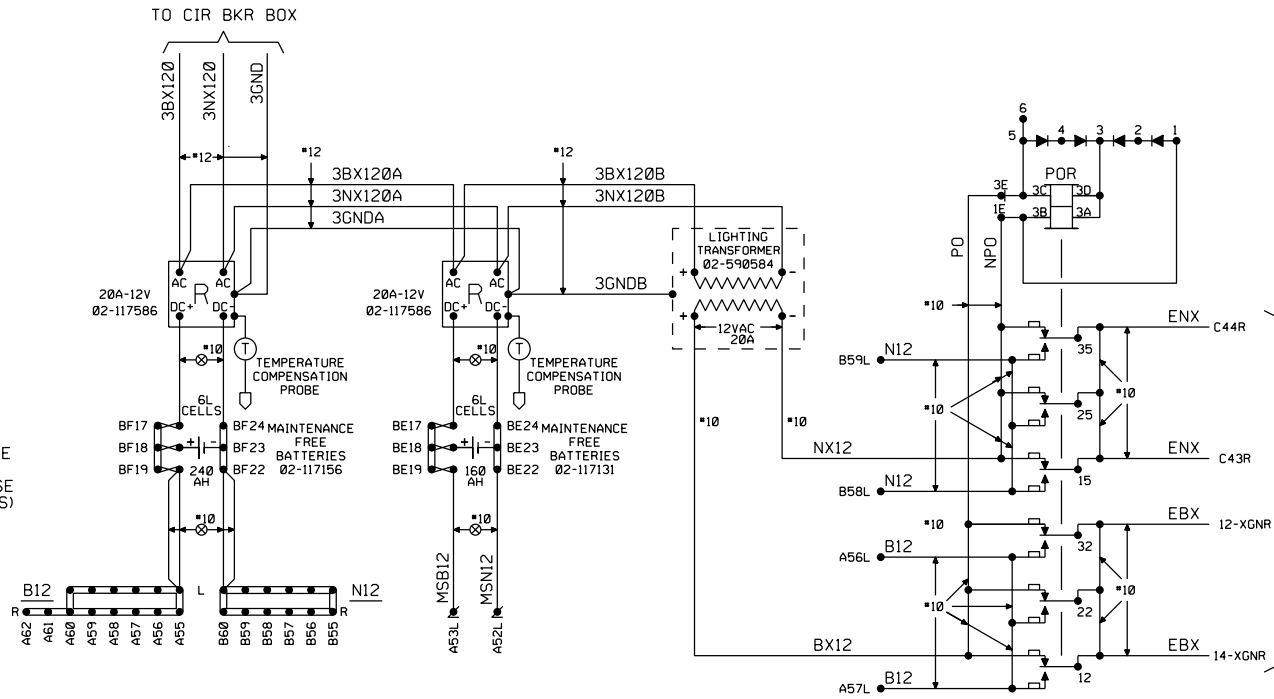 TO CIR BKR BOX
3BX120
3NX120
3GND
"12
"12
"12
3BX120A
3NX120A
3GNDA
3BX120B
3NX120B
3GNDB
LIGHTING
TRANSFORMER
02-590584
+
-
+
-
12VAC
20A
AC
AC
R
DC+
DC-
20A-12V
02-117586
AC
AC
R
DC+
DC-
20A-12V
02-117586
"10
T
TEMPERATURE
COMPENSATION
PROBE
"10
T
TEMPERATURE
COMPENSATION
PROBE
6L
CELLS
BF17
BF18
BF19
+
-
240
AH
BF24
BF23
BF22
MAINTENANCE
FREE
BATTERIES
02-117156
6L
CELLS
BE17
BE18
BE19
+
-
160
AH
BE24
BE23
BE22
MAINTENANCE
FREE
BATTERIES
02-117131
E
SE
S)
"10
"10
B12
L
N12
R
R
A62
A61
A60
A59
A58
A57
A56
A55
B60
B59
B58
B57
B56
B55
MSB12
MSN12
A53L
A52L
6
5
4
3
2
1
POR
3E
3C
3D
1E
3B
3A
PO
NPO
"10
ENX
C44R
35
B59L
N12
"10
25
"10
"10
"10
NX12
ENX
C43R
15
B58L
N12
"10
EBX
12-XGNR
32
A56L
B12
"10
22
"10
BX12
EBX
14-XGNR
12
A57L
B12